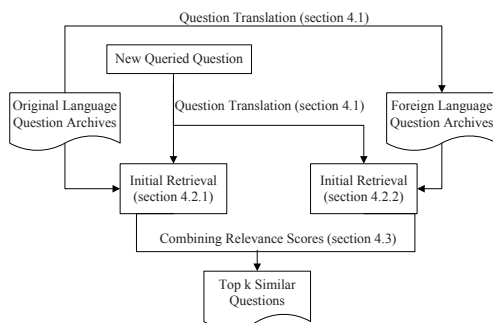 Question Translation (section 4.1)
New Queried Question
Original Language
Question Archives
Question Translation (section 4.1)
Foreign Language
Question Archives
Initial Retrieval
(section 4.2.1)
Initial Retrieval
(section 4.2.2)
Combining Relevance Scores (section 4.3)
Top k Similar
Questions